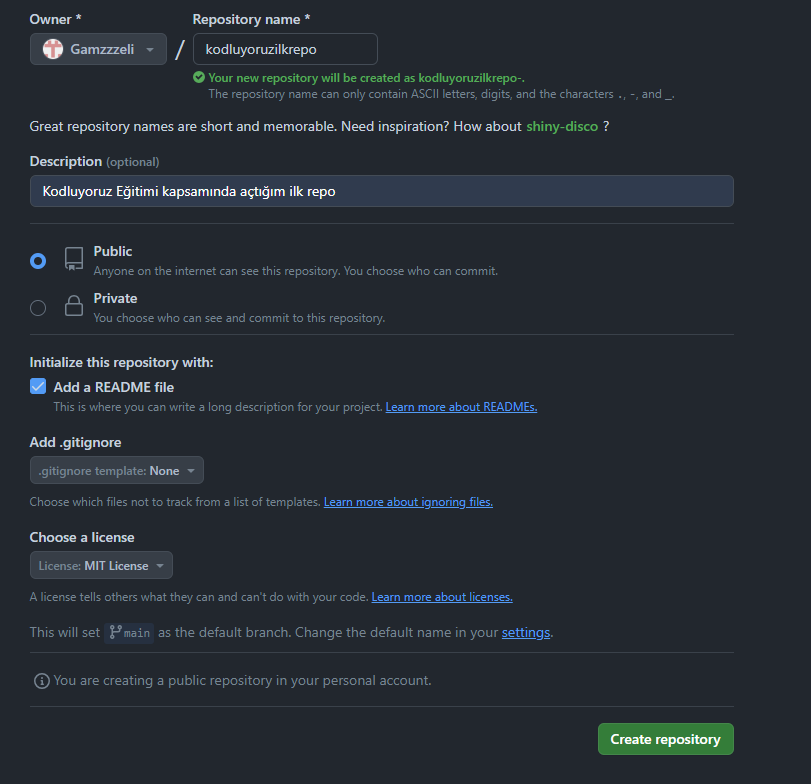 Owner * Repository name *
Gamzzzeli / kodluyoruzilkrepo
Your new repository will be created as kodluyoruzilkrepo-.
The repository name can only contain ASCII letters, digits, and the characters ., -, and _.
Great repository names are short and memorable. Need inspiration? How about shiny-disco ?
Description (optional)
Kodluyoruz Eğitimi kapsamında açtığım ilk repo
Public
Anyone on the internet can see this repository. You choose who can commit.
Private
You choose who can see and commit to this repository.
Initialize this repository with:
Add a README file
This is where you can write a long description for your project. Learn more about READMEs.
Add .gitignore
.gitignore template: None
Choose which files not to track from a list of templates. Learn more about ignoring files.
Choose a license
License: MIT License
A license tells others what they can and can't do with your code. Learn more about licenses.
This will set main as the default branch. Change the default name in your settings.
You are creating a public repository in your personal account.
Create repository